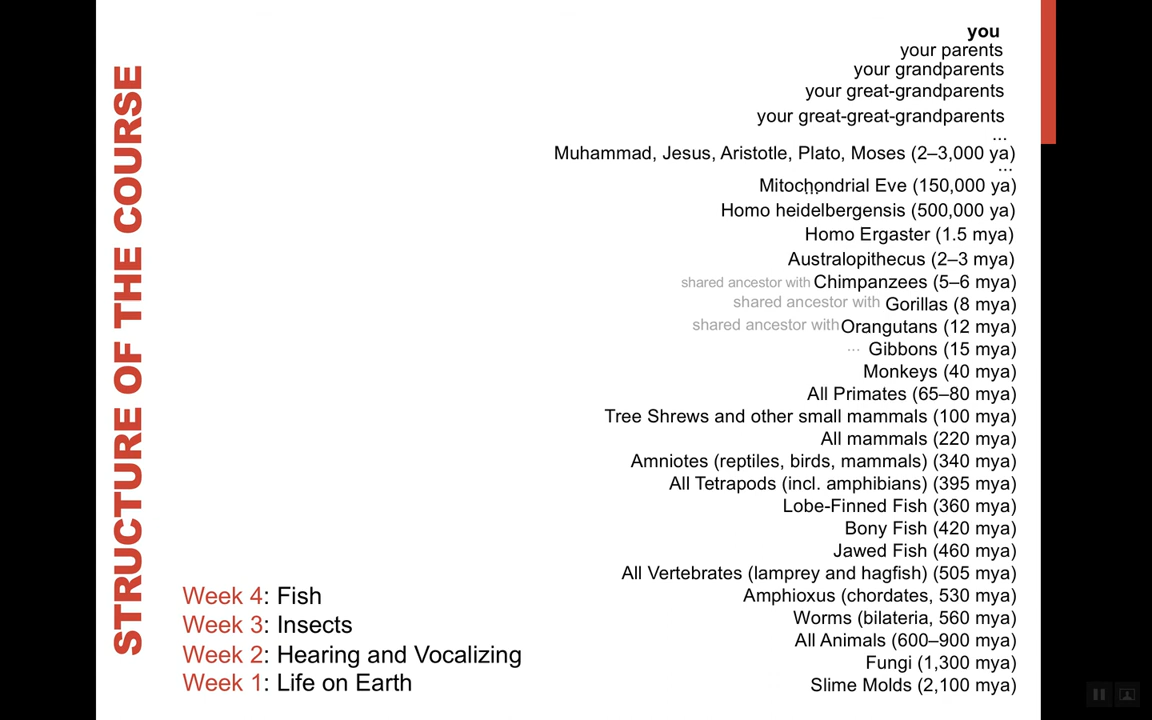 STRUCTURE OF THE COURSE
you
your parents
your grandparents
your great-grandparents
your great-great-grandparents
...
Muhammad, Jesus, Aristotle, Plato, Moses (2–3,000 ya)
...
Mitochondrial Eve (150,000 ya)
...
Homo heidelbergensis (500,000 ya)
Homo Ergaster (1.5 mya)
Australopithecus (2–3 mya)
shared ancestor with Chimpanzees (5–6 mya)
shared ancestor with Gorillas (8 mya)
shared ancestor with Orangutans (12 mya)
... Gibbons (15 mya)
Monkeys (40 mya)
All Primates (65–80 mya)
Tree Shrews and other small mammals (100 mya)
All mammals (220 mya)
Amniotes (reptiles, birds, mammals) (340 mya)
All Tetrapods (incl. amphibians) (395 mya)
Lobe-Finned Fish (360 mya)
Bony Fish (420 mya)
Jawed Fish (460 mya)
All Vertebrates (lamprey and hagfish) (505 mya)
Amphioxus (chordates, 530 mya)
Worms (bilateria, 560 mya)
All Animals (600–900 mya)
Fungi (1,300 mya)
Slime Molds (2,100 mya)
Week 4: Fish
Week 3: Insects
Week 2: Hearing and Vocalizing
Week 1: Life on Earth